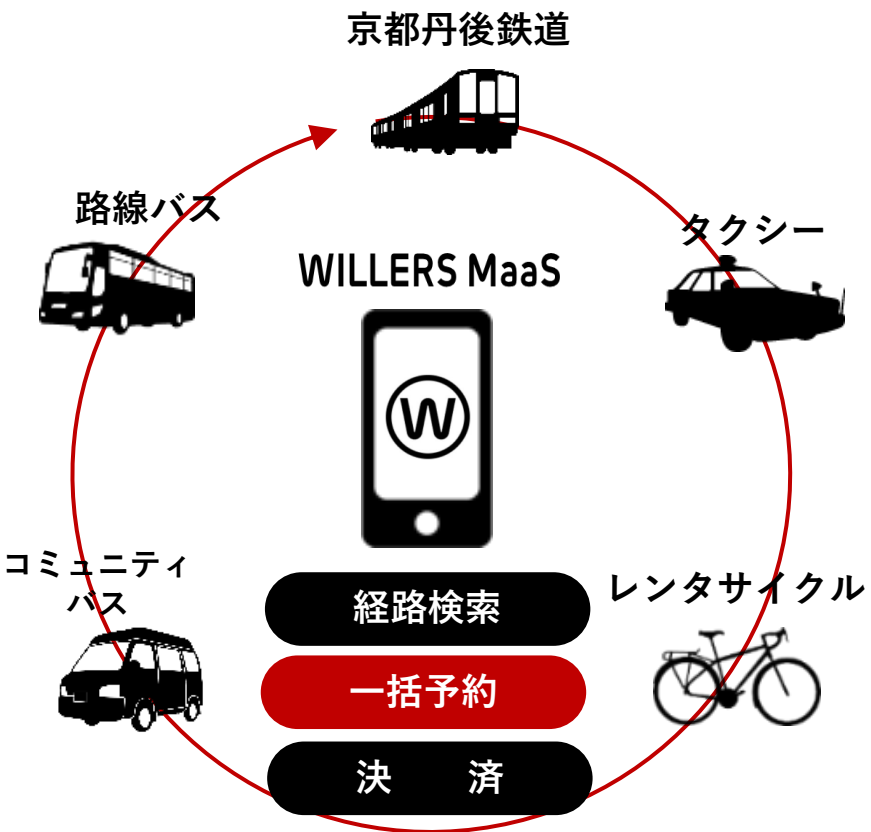 京都丹後鉄道
路線バス
タクシー
WILLERS MaaS
W
コミュニティ
バス
レンタサイクル
経路検索
一括予約
決　　済